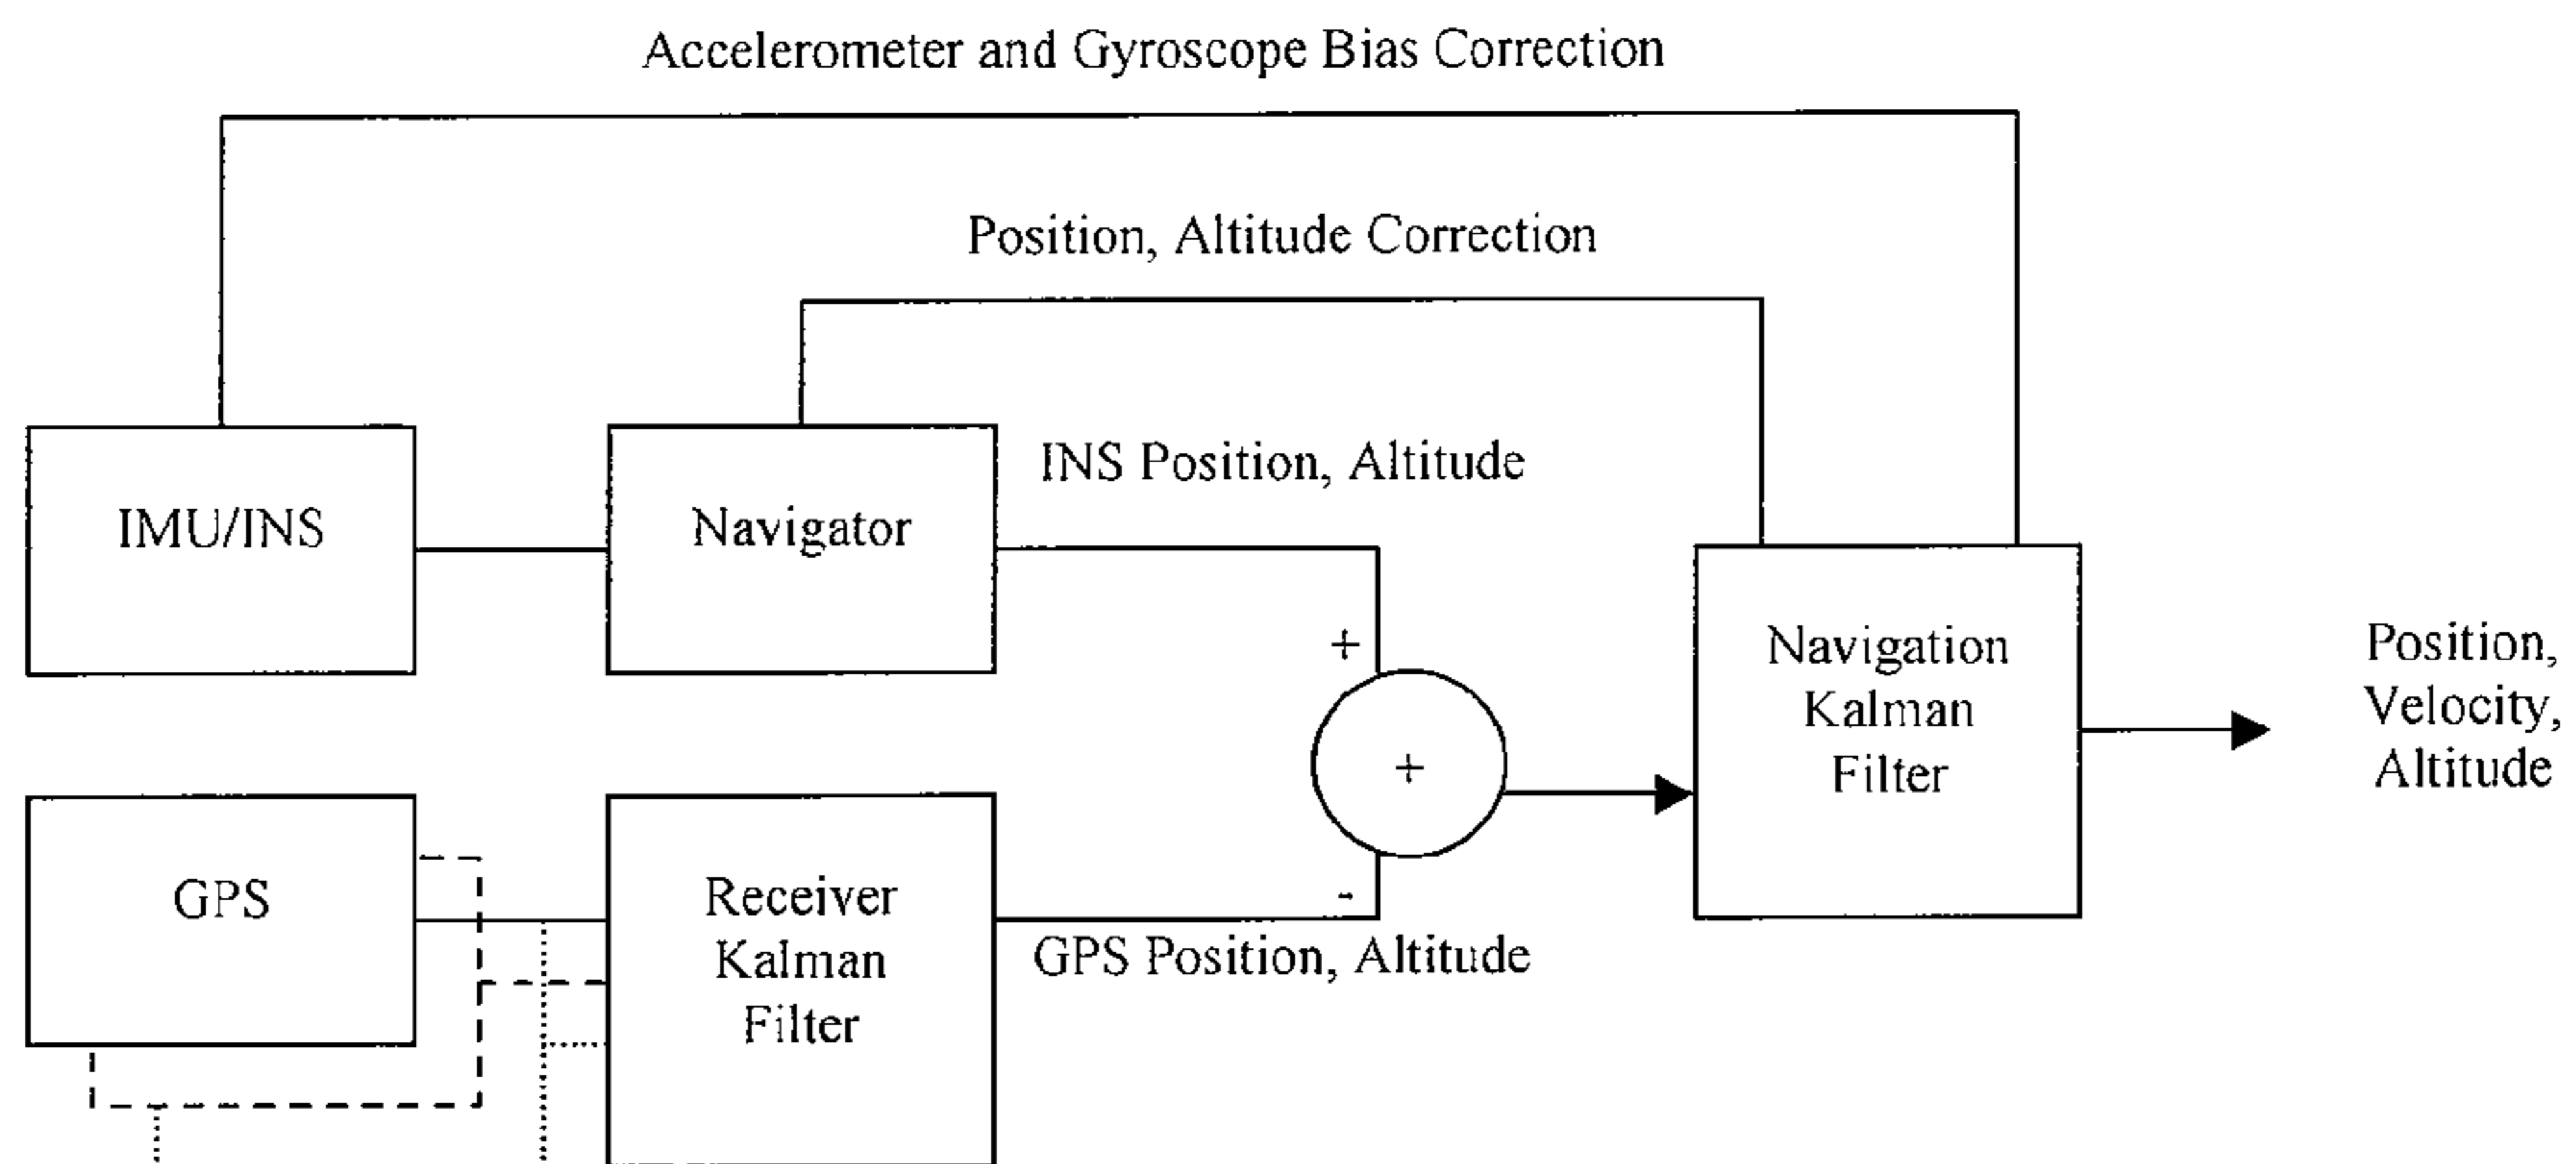 Accelerometer and Gyroscope Bias Correction
Position, Altitude Correction
INS Position, Altitude
IMU/INS
Navigator
+
Navigation
Kalman
Filter
Position,
Velocity,
Altitude
+
-
GPS
Receiver
Kalman
Filter
GPS Position, Altitude